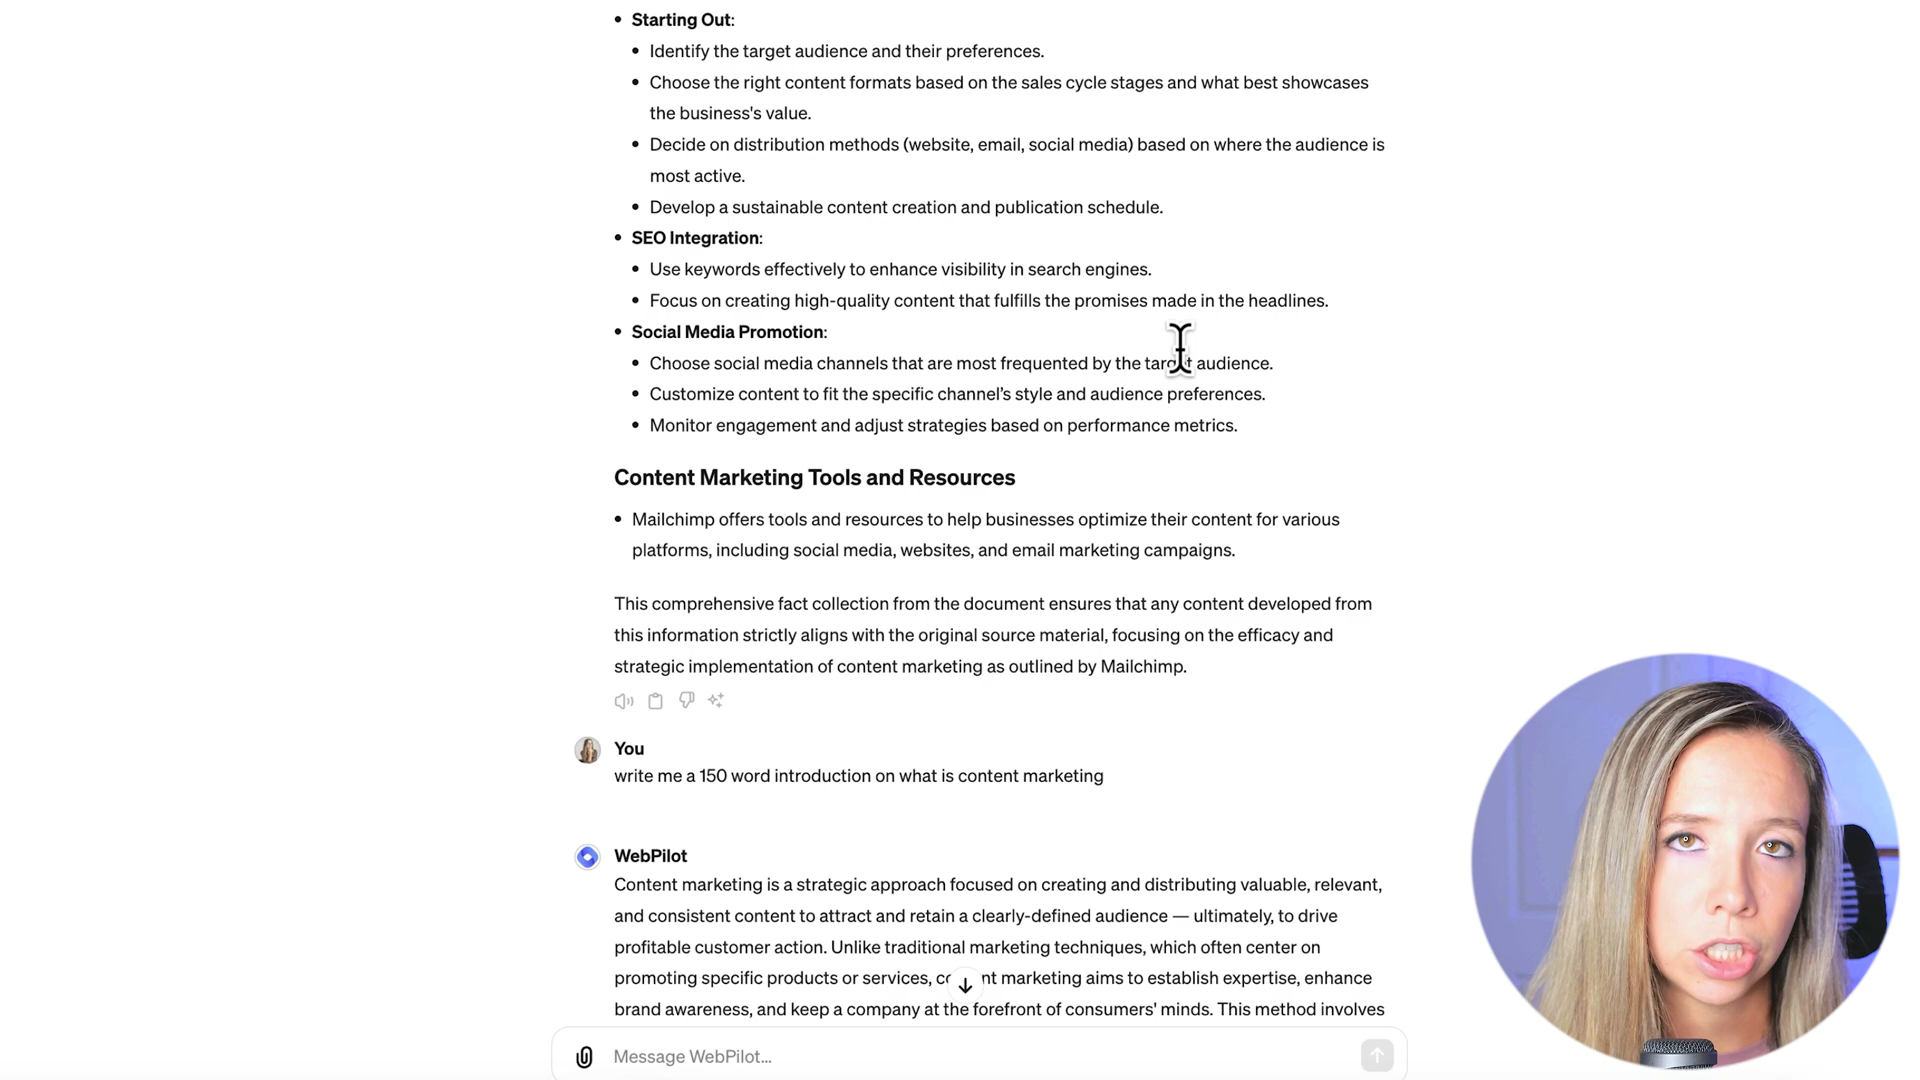 Starting Out:
Identify the target audience and their preferences.
Choose the right content formats based on the sales cycle stages and what best showcases
the business's value.
Decide on distribution methods (website, email, social media) based on where the audience is
most active.
Develop a sustainable content creation and publication schedule.
SEO Integration:
Use keywords effectively to enhance visibility in search engines.
Focus on creating high-quality content that fulfills the promises made in the headlines.
Social Media Promotion:
Choose social media channels that are most frequented by the target audience.
Customize content to fit the specific channel’s style and audience preferences.
Monitor engagement and adjust strategies based on performance metrics.
Content Marketing Tools and Resources
Mailchimp offers tools and resources to help businesses optimize their content for various
platforms, including social media, websites, and email marketing campaigns.
This comprehensive fact collection from the document ensures that any content developed from
this information strictly aligns with the original source material, focusing on the efficacy and
strategic implementation of content marketing as outlined by Mailchimp.
You
write me a 150 word introduction on what is content marketing
WebPilot
Content marketing is a strategic approach focused on creating and distributing valuable, relevant,
and consistent content to attract and retain a clearly-defined audience — ultimately, to drive
profitable customer action. Unlike traditional marketing techniques, which often center on
promoting specific products or services, content marketing aims to establish expertise, enhance
brand awareness, and keep a company at the forefront of consumers' minds. This method involves
Message WebPilot...